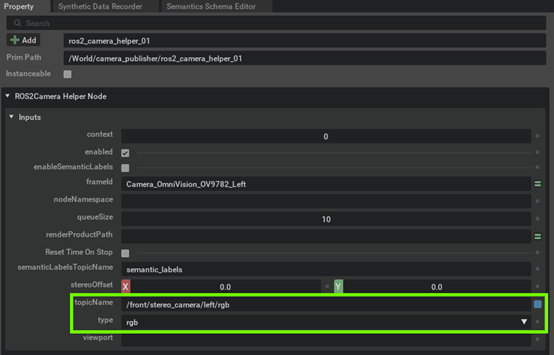 Property
Synthetic Data Recorder
Semantics Schema Editor
Search
Add
ros2_camera_helper_01
Prim Path
/World/camera_publisher/ros2_camera_helper_01
Instanceable
ROS2Camera Helper Node
Inputs
context
0
enabled
enableSemanticLabels
frameId
Camera_OmniVision_OV9782_Left
nodeNamespace
queueSize
10
renderProductPath
Reset Time On Stop
semanticLabelsTopicName
semantic_labels
stereoOffset
X
0.0
Y
0.0
topicName
/front/stereo_camera/left/rgb
type
rgb
viewport